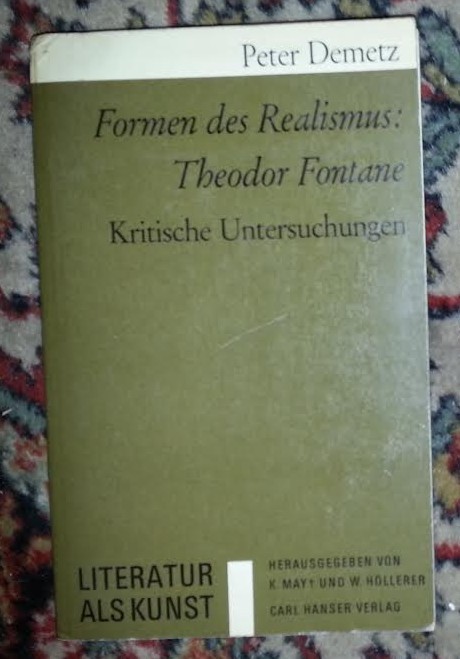 Peter Demetz
Formen des Realismus:
Theodor Fontane
Kritische Untersuchungen
LITERATUR
ALS KUNST
HERAUSGEGEBEN VON
K. MAY† UND W. HÖLLERER
CARL HANSER VERLAG